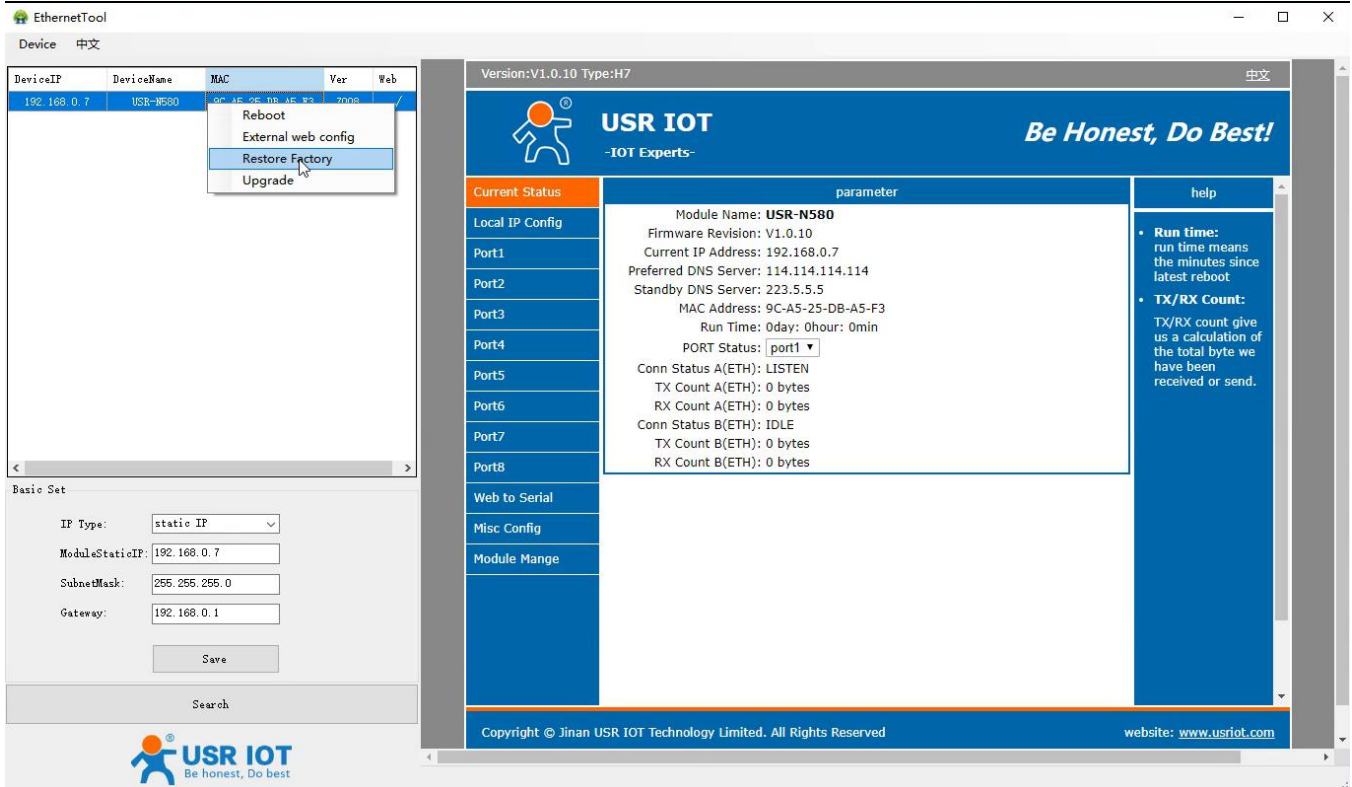 EthernetTool
Device 中文
DeviceIP DeviceName MAC Ver Web
192.168.0.7 USR-N580 9C A5 25 DB A5 F3 7008 /
Reboot
External web config
Restore Factory
Upgrade
Basic Set
IP Type: static IP
ModuleStaticIP: 192.168.0.7
SubnetMask: 255.255.255.0
Gateway: 192.168.0.1
Save
Search
®
USR IOT
Be honest, Do best
Version:V1.0.10 Type:H7 中文
®
USR IOT
-IOT Experts-
Be Honest, Do Best!
Current Status
Local IP Config
Port1
Port2
Port3
Port4
Port5
Port6
Port7
Port8
Web to Serial
Misc Config
Module Mange
parameter
Module Name: USR-N580
Firmware Revision: V1.0.10
Current IP Address: 192.168.0.7
Preferred DNS Server: 114.114.114.114
Standby DNS Server: 223.5.5.5
MAC Address: 9C-A5-25-DB-A5-F3
Run Time: 0day: 0hour: 0min
PORT Status: port1
Conn Status A(ETH): LISTEN
TX Count A(ETH): 0 bytes
RX Count A(ETH): 0 bytes
Conn Status B(ETH): IDLE
TX Count B(ETH): 0 bytes
RX Count B(ETH): 0 bytes
help
• Run time:
run time means
the minutes since
latest reboot
• TX/RX Count:
TX/RX count give
us a calculation of
the total byte we
have been
received or send.
Copyright © Jinan USR IOT Technology Limited. All Rights Reserved website: www.usriot.com